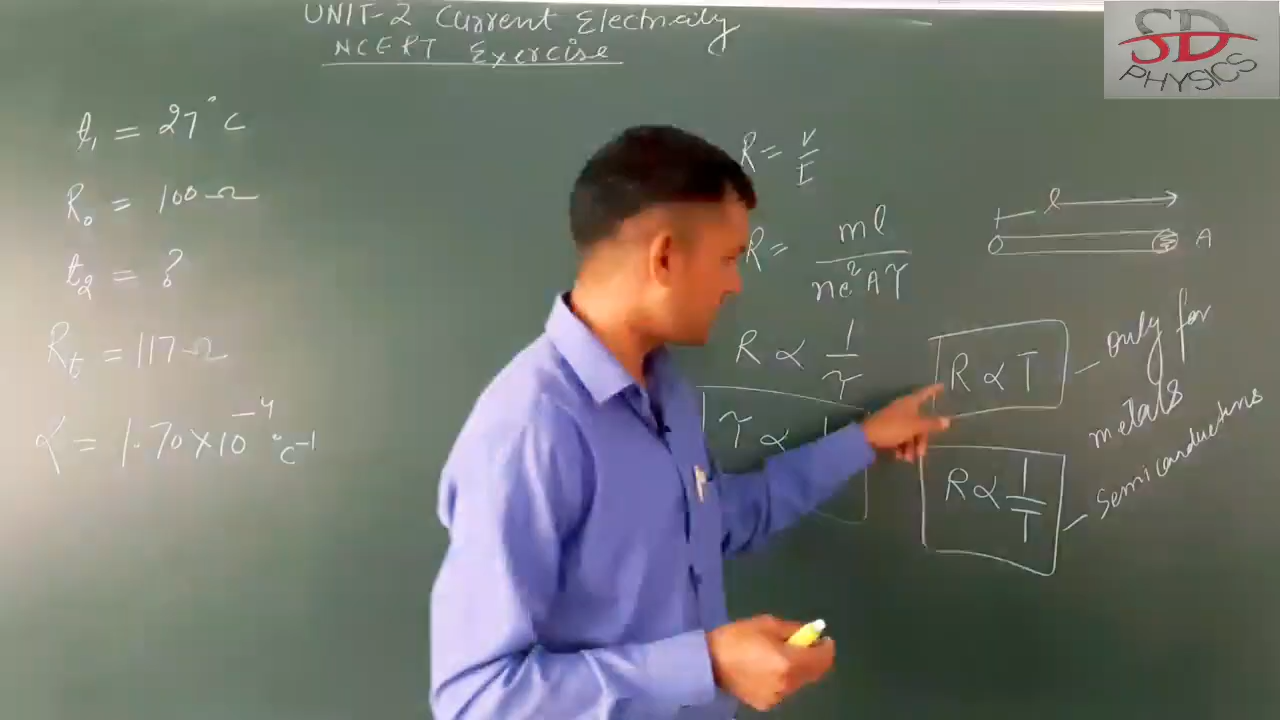 UNIT-2 Current Electricity
NCERT Exercise
SD
PHYSICS
t₁ = 27°C
R₀ = 100 Ω
t₂ = ?
Rt = 117 Ω
α = 1.70×10⁻⁴ °C⁻¹
R = V/I
R = ml/ne²Aτ
R ∝ 1/τ
τ ∝ 1
l
A
R ∝ T
only for
metals
R ∝ 1/T
Semiconductors